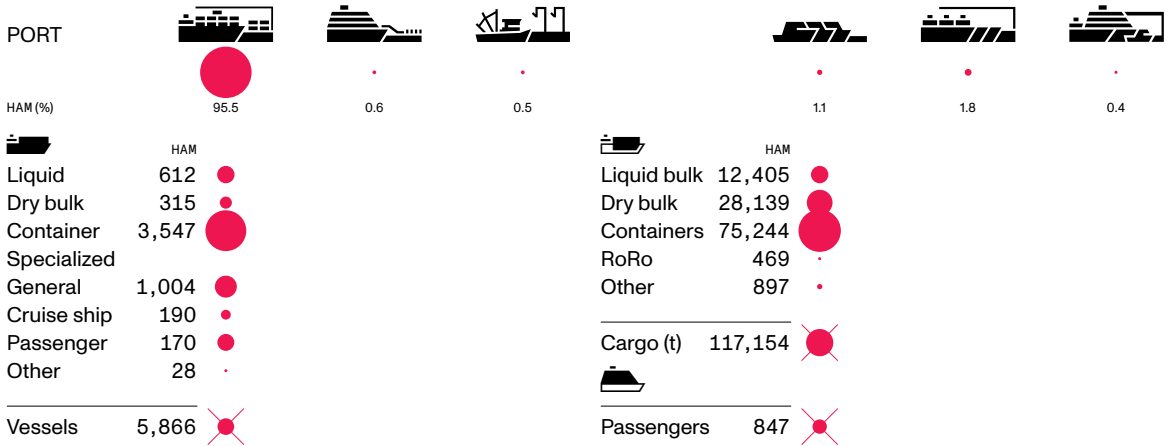 PORT
HAM (%) 95.5 0.6 0.5 1.1 1.8 0.4
HAM
Liquid 612
Dry bulk 315
Container 3,547
Specialized
General 1,004
Cruise ship 190
Passenger 170
Other 28
Vessels 5,866
HAM
Liquid bulk 12,405
Dry bulk 28,139
Containers 75,244
RoRo 469
Other 897
Cargo (t) 117,154
Passengers 847